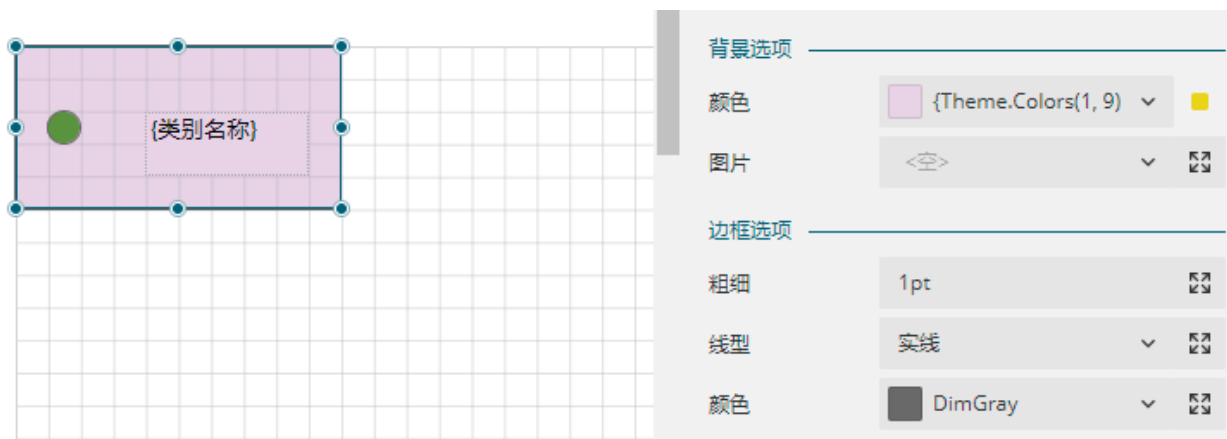 {类别名称}
背景选项
颜色 {Theme.Colors(1, 9)
图片 <空>
边框选项
粗细 1pt
线型 实线
颜色 DimGray